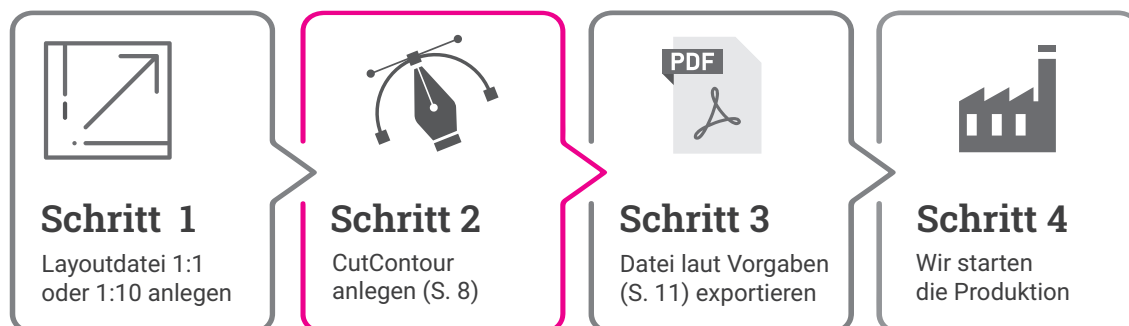 Schritt 1
Layoutdatei 1:1
oder 1:10 anlegen
Schritt 2
CutContour
anlegen (S. 8)
PDF
Schritt 3
Datei laut Vorgaben
(S. 11) exportieren
Schritt 4
Wir starten
die Produktion